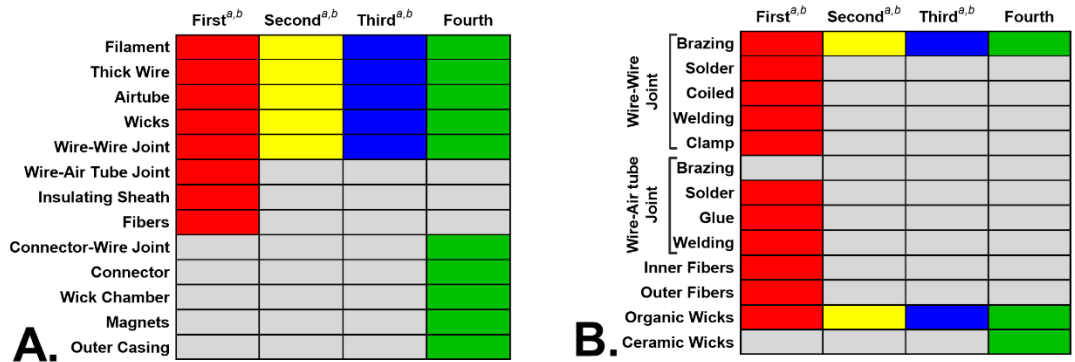 First a,b Second a,b Third a,b Fourth
Filament
Thick Wire
Airtube
Wicks
Wire-Wire Joint
Wire-Air Tube Joint
Insulating Sheath
Fibers
Connector-Wire Joint
Connector
Wick Chamber
Magnets
Outer Casing
A.
First a,b Second a,b Third a,b Fourth
Wire-Wire
Joint
Brazing
Solder
Coiled
Welding
Clamp
Wire-Air tube
Joint
Brazing
Solder
Glue
Welding
Inner Fibers
Outer Fibers
Organic Wicks
Ceramic Wicks
B.